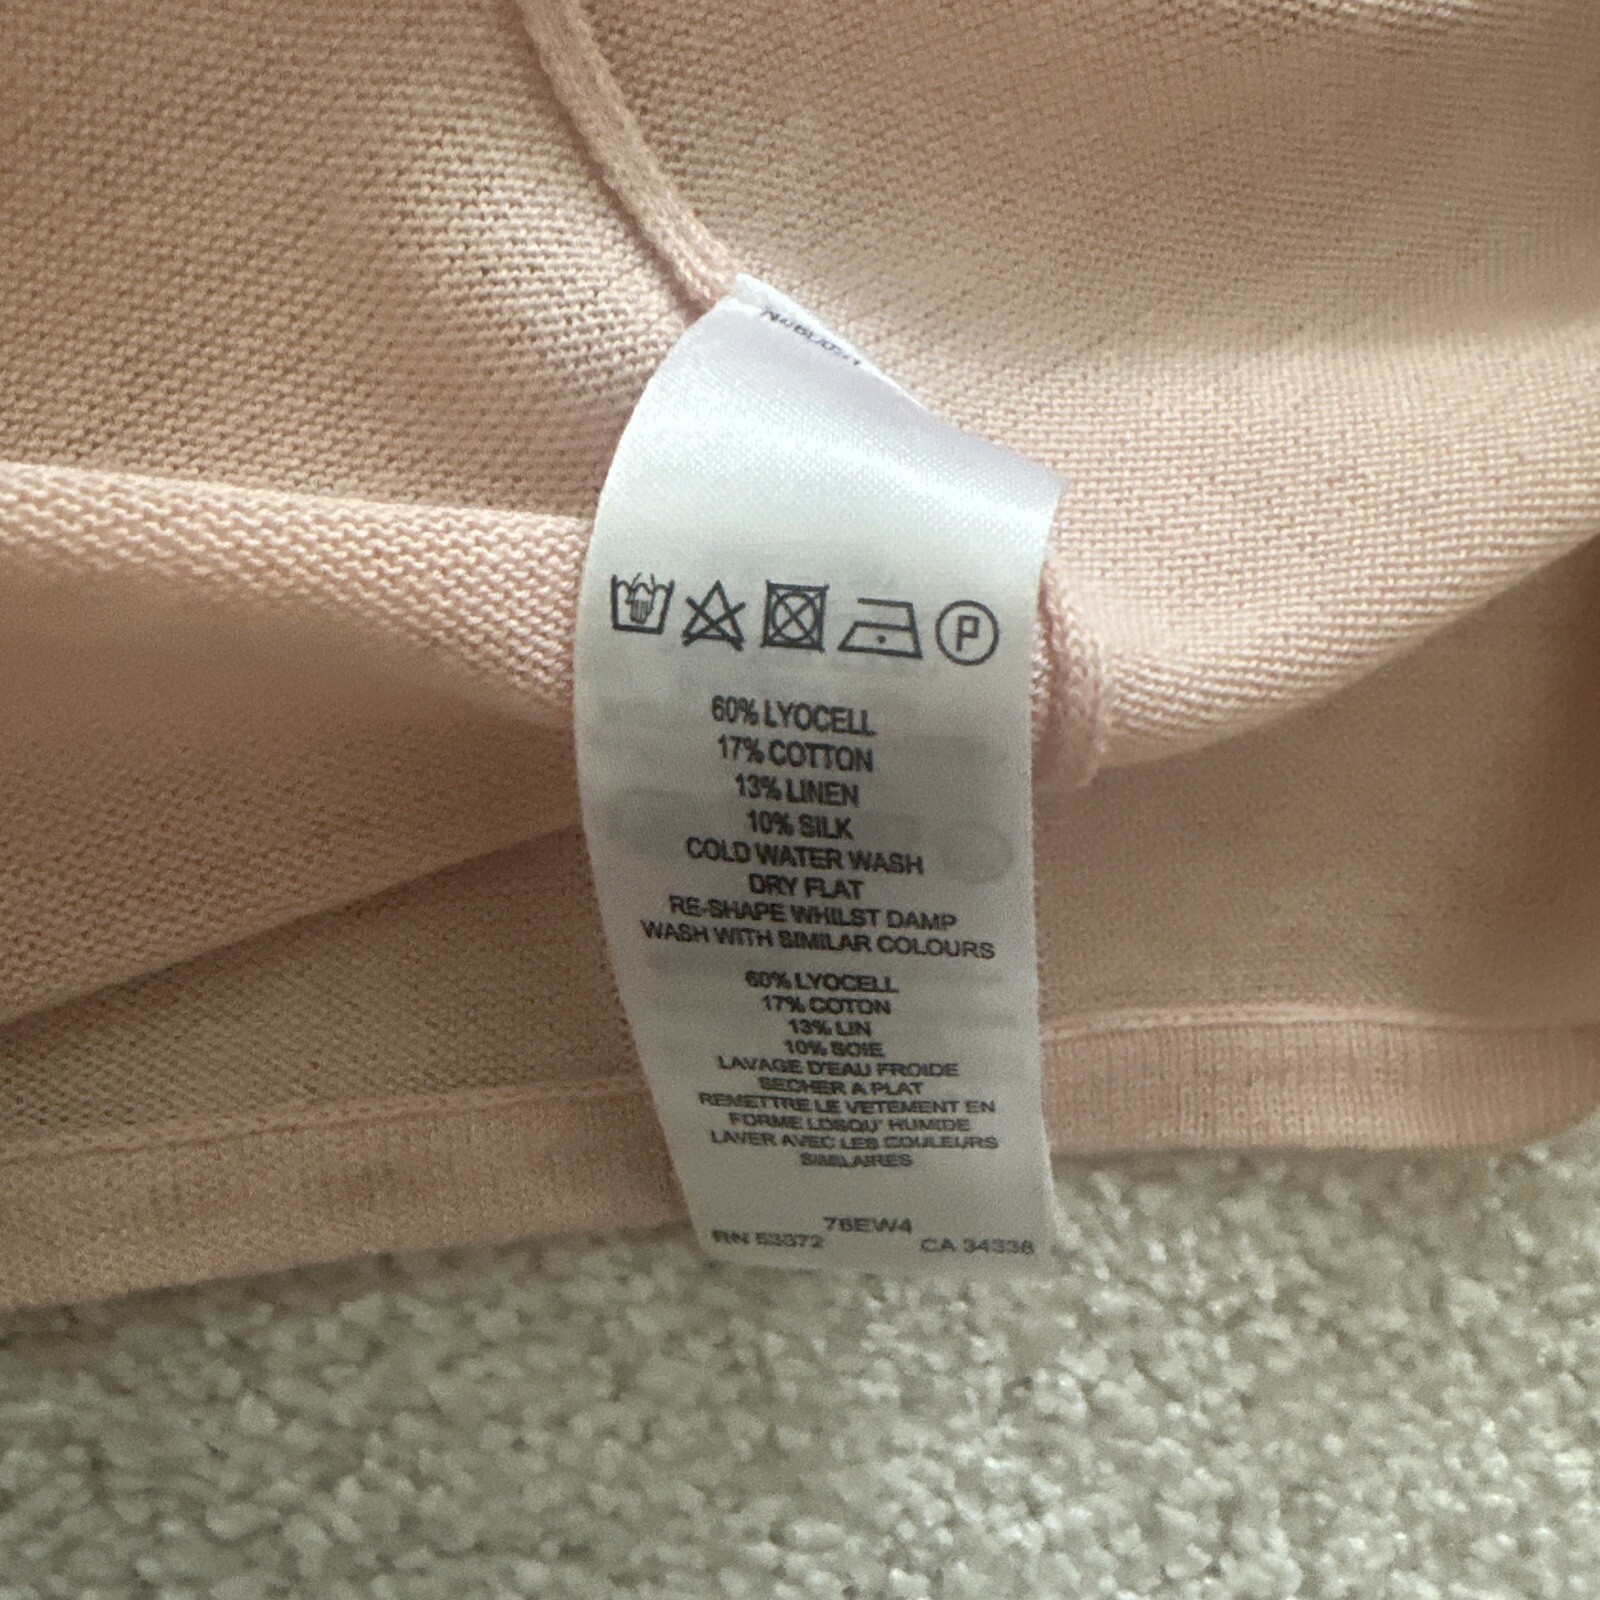 P
60% LYOCELL
17% COTTON
13% LINEN
10% SILK
COLD WATER WASH
DRY FLAT
RE-SHAPE WHILST DAMP
WASH WITH SIMILAR COLOURS
60% LYOCELL
17% COTON
13% LIN
10% SOIE
LAVAGE D'EAU FROIDE
SECHER A PLAT
REMETTRE LE VETEMENT EN
FORME LOSQU' HUMIDE
LAVER AVEC LES COULEURS
SIMILAIRES
76EW4
RN 53372 CA 34338